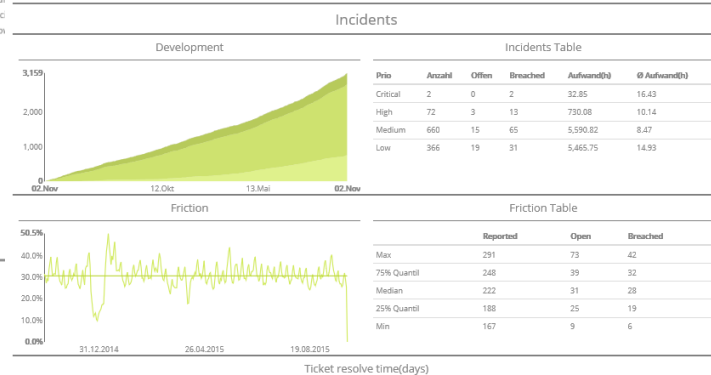 Incidents
Development
3,159
2,000
1,000
0
02.Nov 12.Okt 13.Mai 02.Nov
Incidents Table
Prio Anzahl Offen Breached Aufwand(h) Ø Aufwand(h)
Critical 2 0 2 32.85 16.43
High 72 3 13 730.08 10.14
Medium 660 15 65 5,590.82 8.47
Low 366 19 31 5,465.75 14.93
Friction
50.5%
40.0%
30.0%
20.0%
10.0%
0.0%
31.12.2014 26.04.2015 19.08.2015
Friction Table
Reported Open Breached
Max 291 73 42
75% Quantil 248 39 32
Median 222 31 28
25% Quantil 188 25 19
Min 167 9 6
Ticket resolve time(days)